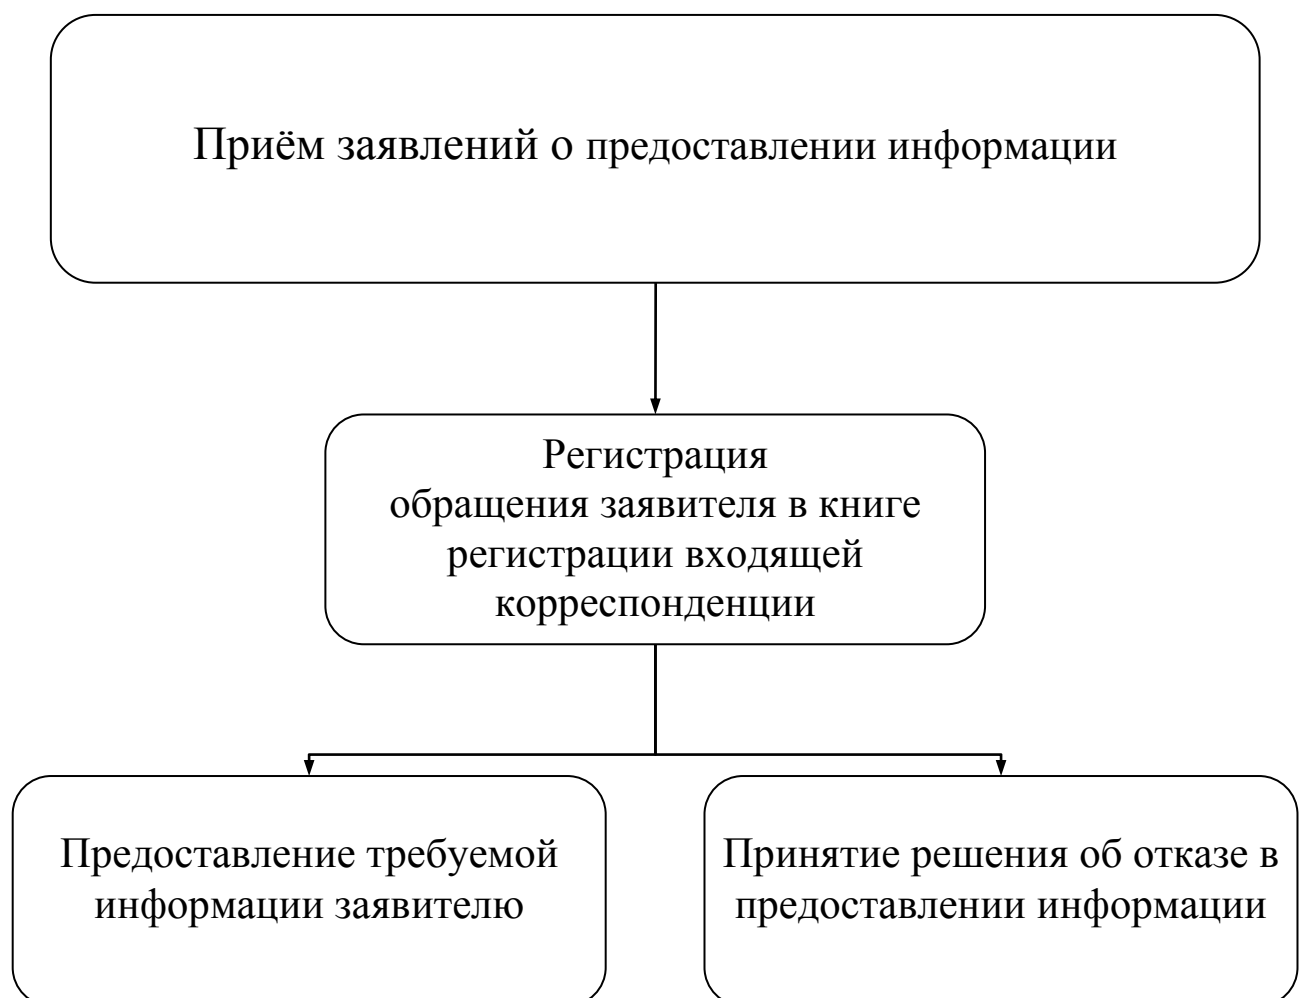 Приём заявлений о предоставлении информации
Регистрация
обращения заявителя в книге
регистрации входящей
корреспонденции
Предоставление требуемой
информации заявителю
Принятие решения об отказе в
предоставлении информации